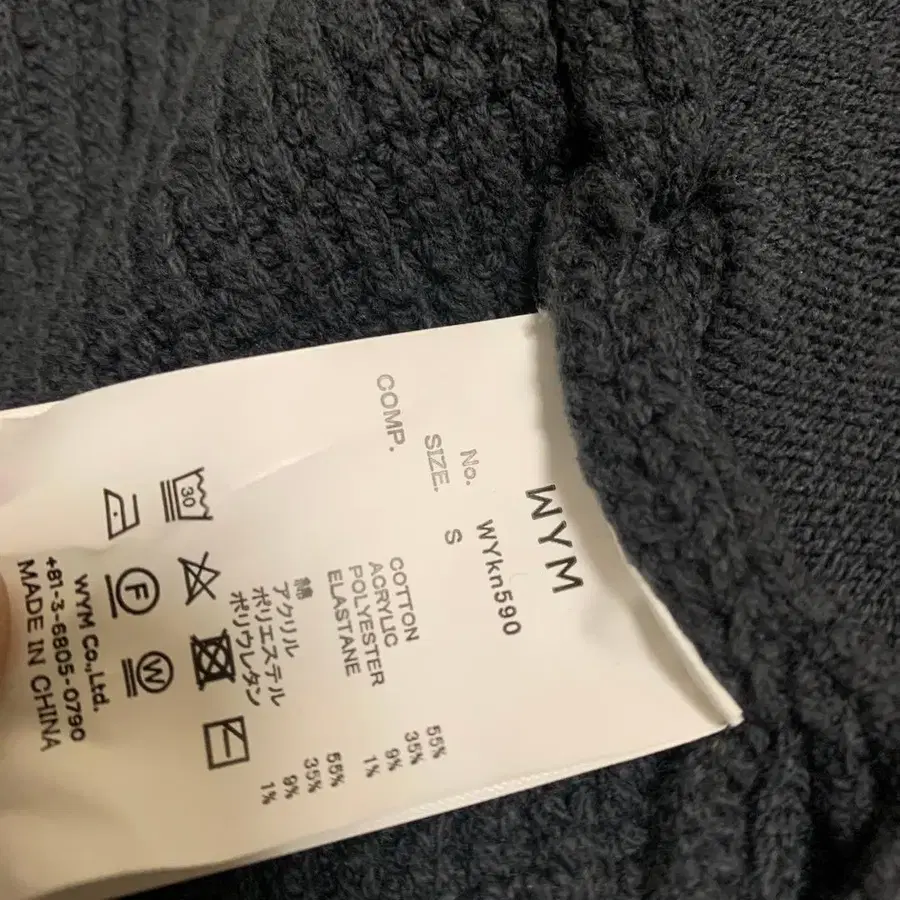 WYM
No. WYkn590
SIZE. S
COMP.
COTTON 55%
ACRYLIC 35%
POLYESTER 9%
ELASTANE 1%
綿 55%
アクリル 35%
ポリエステル 9%
ポリウレタン 1%
30
F
W
WYM Co.,Ltd.
+81-3-6805-0790
MADE IN CHINA